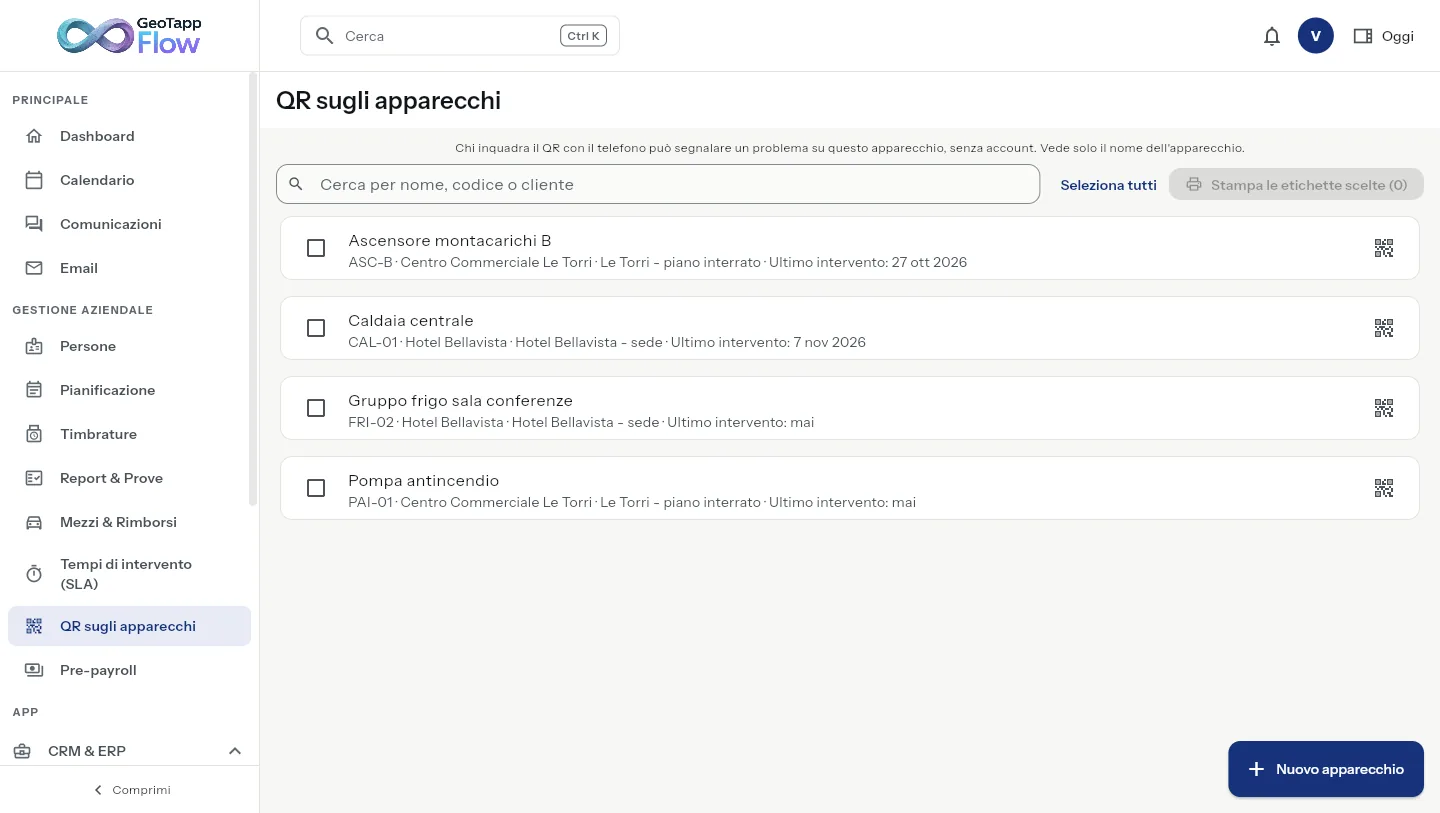 GeoTapp
Flow
Cerca
Ctrl K
V
Oggi
PRINCIPALE
Dashboard
Calendario
Comunicazioni
Email
GESTIONE AZIENDALE
Persone
Pianificazione
Timbrature
Report & Prove
Mezzi & Rimborsi
Tempi di intervento
(SLA)
QR sugli apparecchi
Pre-payroll
APP
CRM & ERP
Comprimi
QR sugli apparecchi
Chi inquadra il QR con il telefono può segnalare un problema su questo apparecchio, senza account. Vede solo il nome dell'apparecchio.
Cerca per nome, codice o cliente
Seleziona tutti
Stampa le etichette scelte (0)
Ascensore montacarichi B
ASC-B · Centro Commerciale Le Torri · Le Torri - piano interrato · Ultimo intervento: 27 ott 2026
Caldaia centrale
CAL-01 · Hotel Bellavista · Hotel Bellavista - sede · Ultimo intervento: 7 nov 2026
Gruppo frigo sala conferenze
FRI-02 · Hotel Bellavista · Hotel Bellavista - sede · Ultimo intervento: mai
Pompa antincendio
PAI-01 · Centro Commerciale Le Torri · Le Torri - piano interrato · Ultimo intervento: mai
Nuovo apparecchio